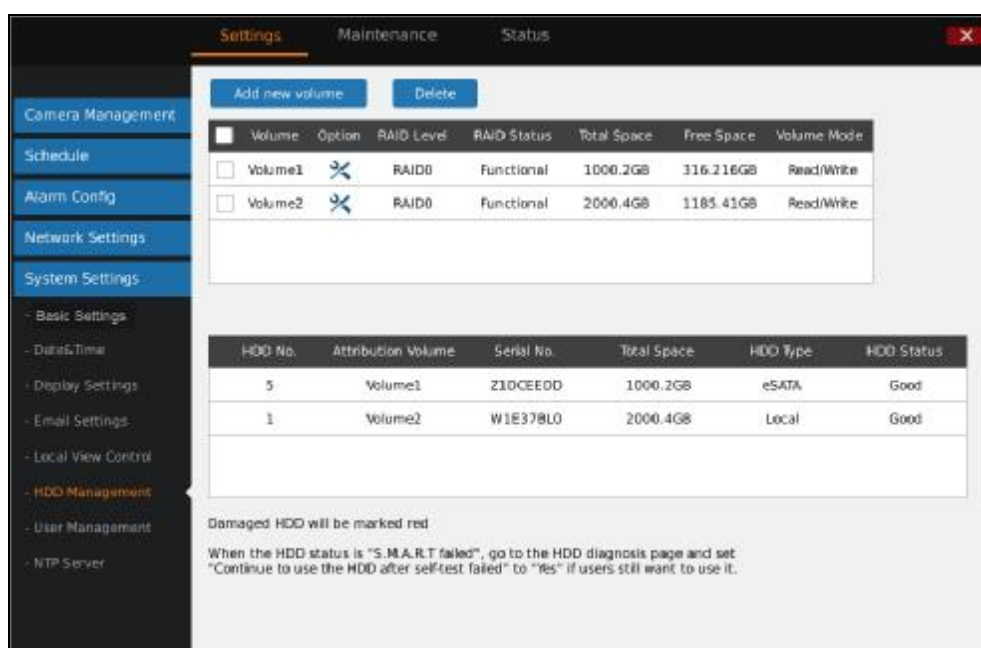 Settings Maintenance Status
Add new volume Delete
Camera Management
Schedule
Alarm Config
Network Settings
System Settings
- Basic Settings
- Date&Time
- Display Settings
- Email Settings
- Local View Control
- HDD Management
- User Management
- NTP Server
Volume Option RAID Level RAID Status Total Space Free Space Volume Mode
Volume1 RAID0 Functional 1000.2GB 316.216GB Read/Write
Volume2 RAID0 Functional 2000.4GB 1185.41GB Read/Write
HDD No. Attribution Volume Serial No. Total Space HDD Type HDD Status
5 Volume1 Z1DCEEDD 1000.2GB eSATA Good
1 Volume2 W1E37BL0 2000.4GB Local Good
Damaged HDD will be marked red
When the HDD status is "S.M.A.R.T failed", go to the HDD diagnosis page and set
"Continue to use the HDD after self-test failed" to "Yes" if users still want to use it.